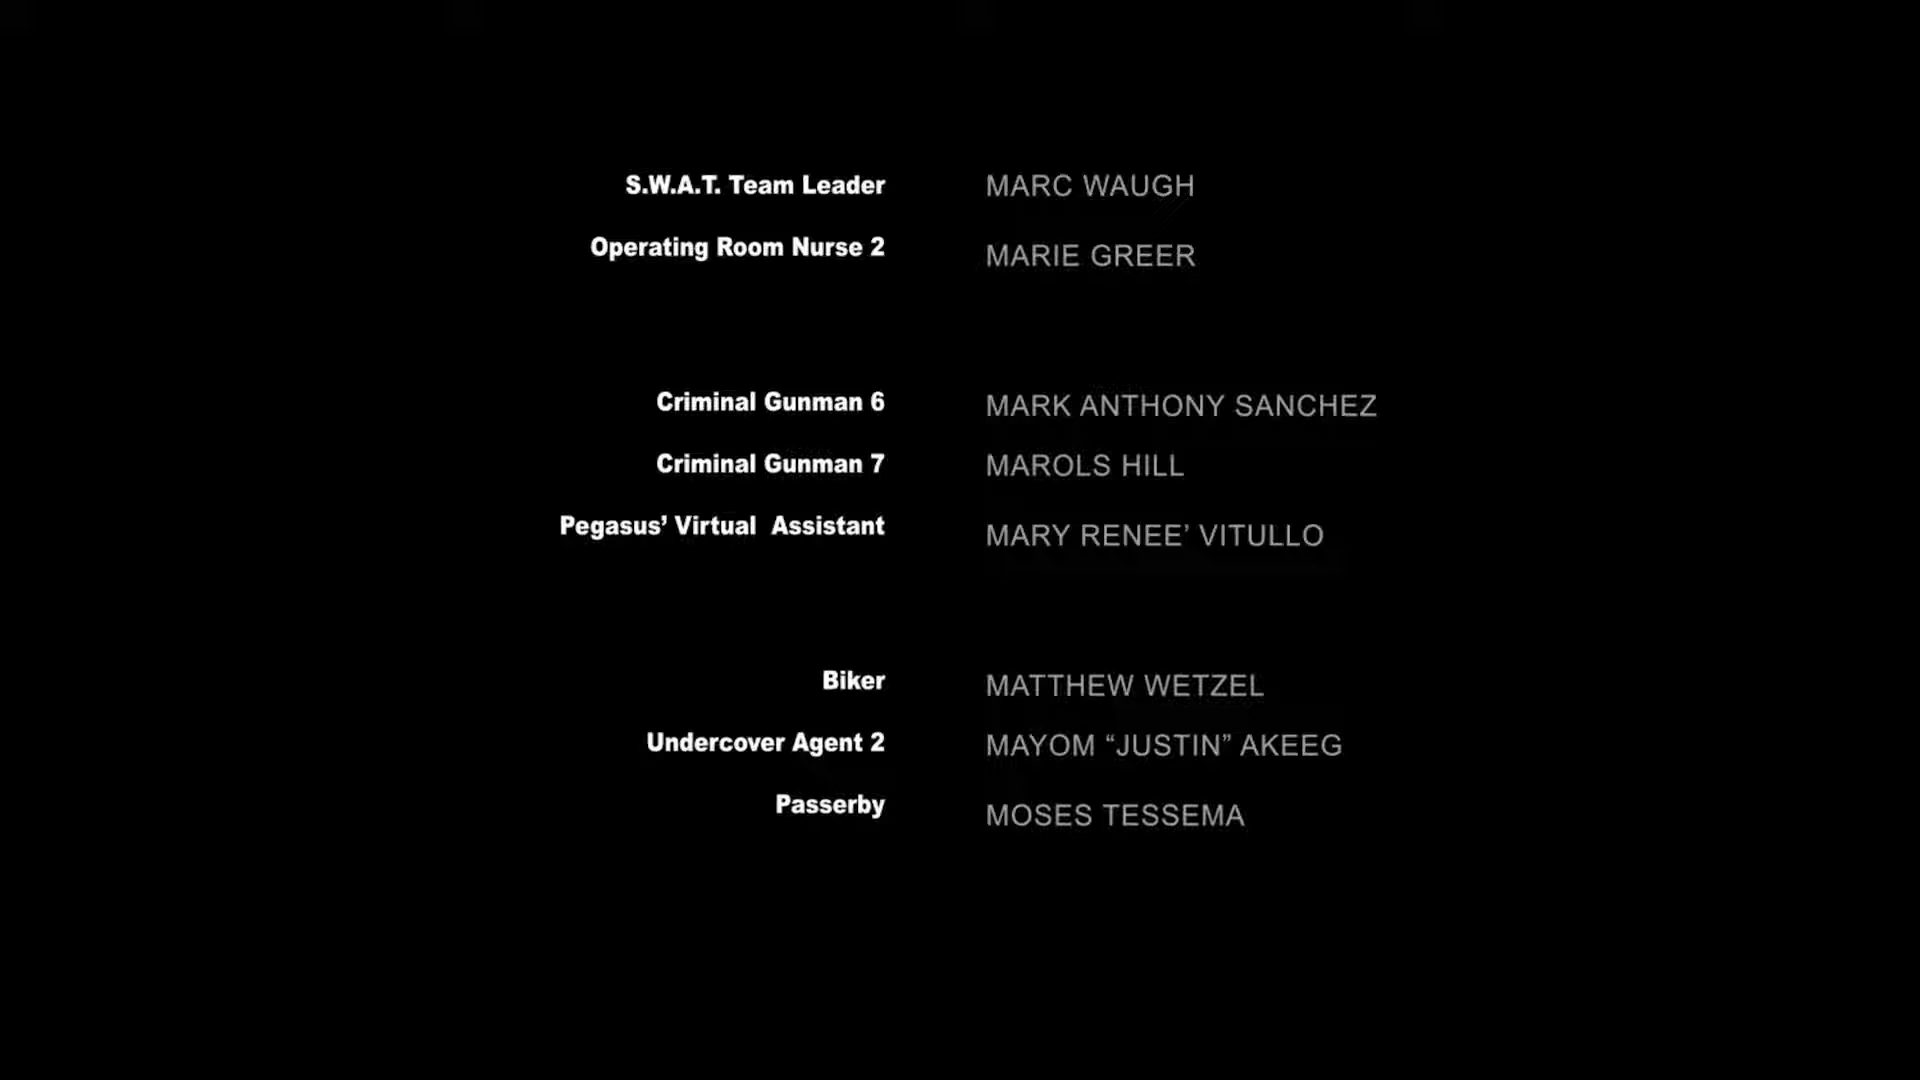 S.W.A.T. Team Leader MARC WAUGH
Operating Room Nurse 2 MARIE GREER
Criminal Gunman 6 MARK ANTHONY SANCHEZ
Criminal Gunman 7 MAROLS HILL
Pegasus’ Virtual  Assistant MARY RENEE’ VITULLO
Biker MATTHEW WETZEL
Undercover Agent 2 MAYOM “JUSTIN” AKEEG
Passerby MOSES TESSEMA